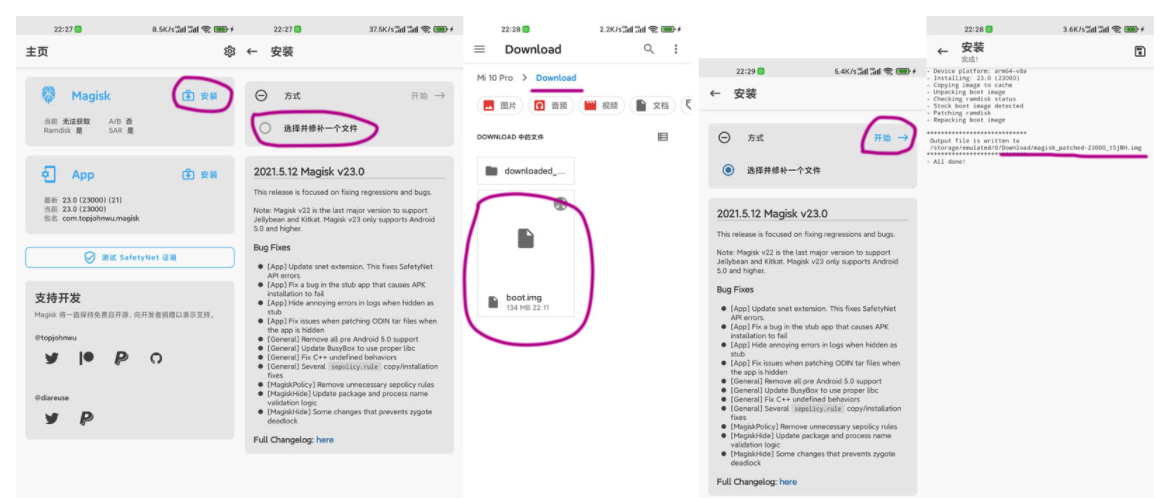 22:27
8.5K/s
主页
Magisk
安装
当前 无法获取
A/B 否
Ramdisk 是
SAR 是
App
安装
最新 23.0 (23000) (21)
当前 23.0 (23000)
包名 com.topjohnwu.magisk
测试 SafetyNet 证明
支持开发
Magisk 将一直保持免费且开源，向开发者捐赠以表示支持。
@topjohnwu
@diareuse
22:27
37.5K/s
安装
方式
开始 →
选择并修补一个文件
2021.5.12 Magisk v23.0
This release is focused on fixing regressions and bugs.
Note: Magisk v22 is the last major version to support
Jellybean and Kitkat. Magisk v23 only supports Android
5.0 and higher.
Bug Fixes
[App] Update snet extension. This fixes SafetyNet
API errors.
[App] Fix a bug in the stub app that causes APK
installation to fail
[App] Hide annoying errors in logs when hidden as
stub
[App] Fix issues when patching ODIN tar files when
the app is hidden
[General] Remove all pre Android 5.0 support
[General] Update BusyBox to use proper libc
[General] Fix C++ undefined behaviors
[General] Several sepolicy.rule copy/installation
fixes
[MagiskPolicy] Remove unnecessary sepolicy rules
[MagiskHide] Update package and process name
validation logic
[MagiskHide] Some changes that prevents zygote
deadlock
Full Changelog: here
22:28
2.2K/s
Download
Mi 10 Pro > Download
图片
音频
视频
文档
DOWNLOAD 中的文件
downloaded_...
boot.img
134 MB 22:11
22:29
5.4K/s
安装
方式
开始 →
选择并修补一个文件
2021.5.12 Magisk v23.0
This release is focused on fixing regressions and bugs.
Note: Magisk v22 is the last major version to support
Jellybean and Kitkat. Magisk v23 only supports Android
5.0 and higher.
Bug Fixes
[App] Update snet extension. This fixes SafetyNet
API errors.
[App] Fix a bug in the stub app that causes APK
installation to fail
[App] Hide annoying errors in logs when hidden as
stub
[App] Fix issues when patching ODIN tar files when
the app is hidden
[General] Remove all pre Android 5.0 support
[General] Update BusyBox to use proper libc
[General] Fix C++ undefined behaviors
[General] Several sepolicy.rule copy/installation
fixes
[MagiskPolicy] Remove unnecessary sepolicy rules
[MagiskHide] Update package and process name
validation logic
[MagiskHide] Some changes that prevents zygote
deadlock
Full Changelog: here
22:28
3.6K/s
安装
完成!
- Device platform: arm64-v8a
- Installing: 23.0 (23000)
- Copying image to cache
- Unpacking boot image
- Checking ramdisk status
- Stock boot image detected
- Patching ramdisk
- Repacking boot image
****************************
Output file is written to
/storage/emulated/0/Download/magisk_patched-23000_tSjBH.img
****************************
- All done!